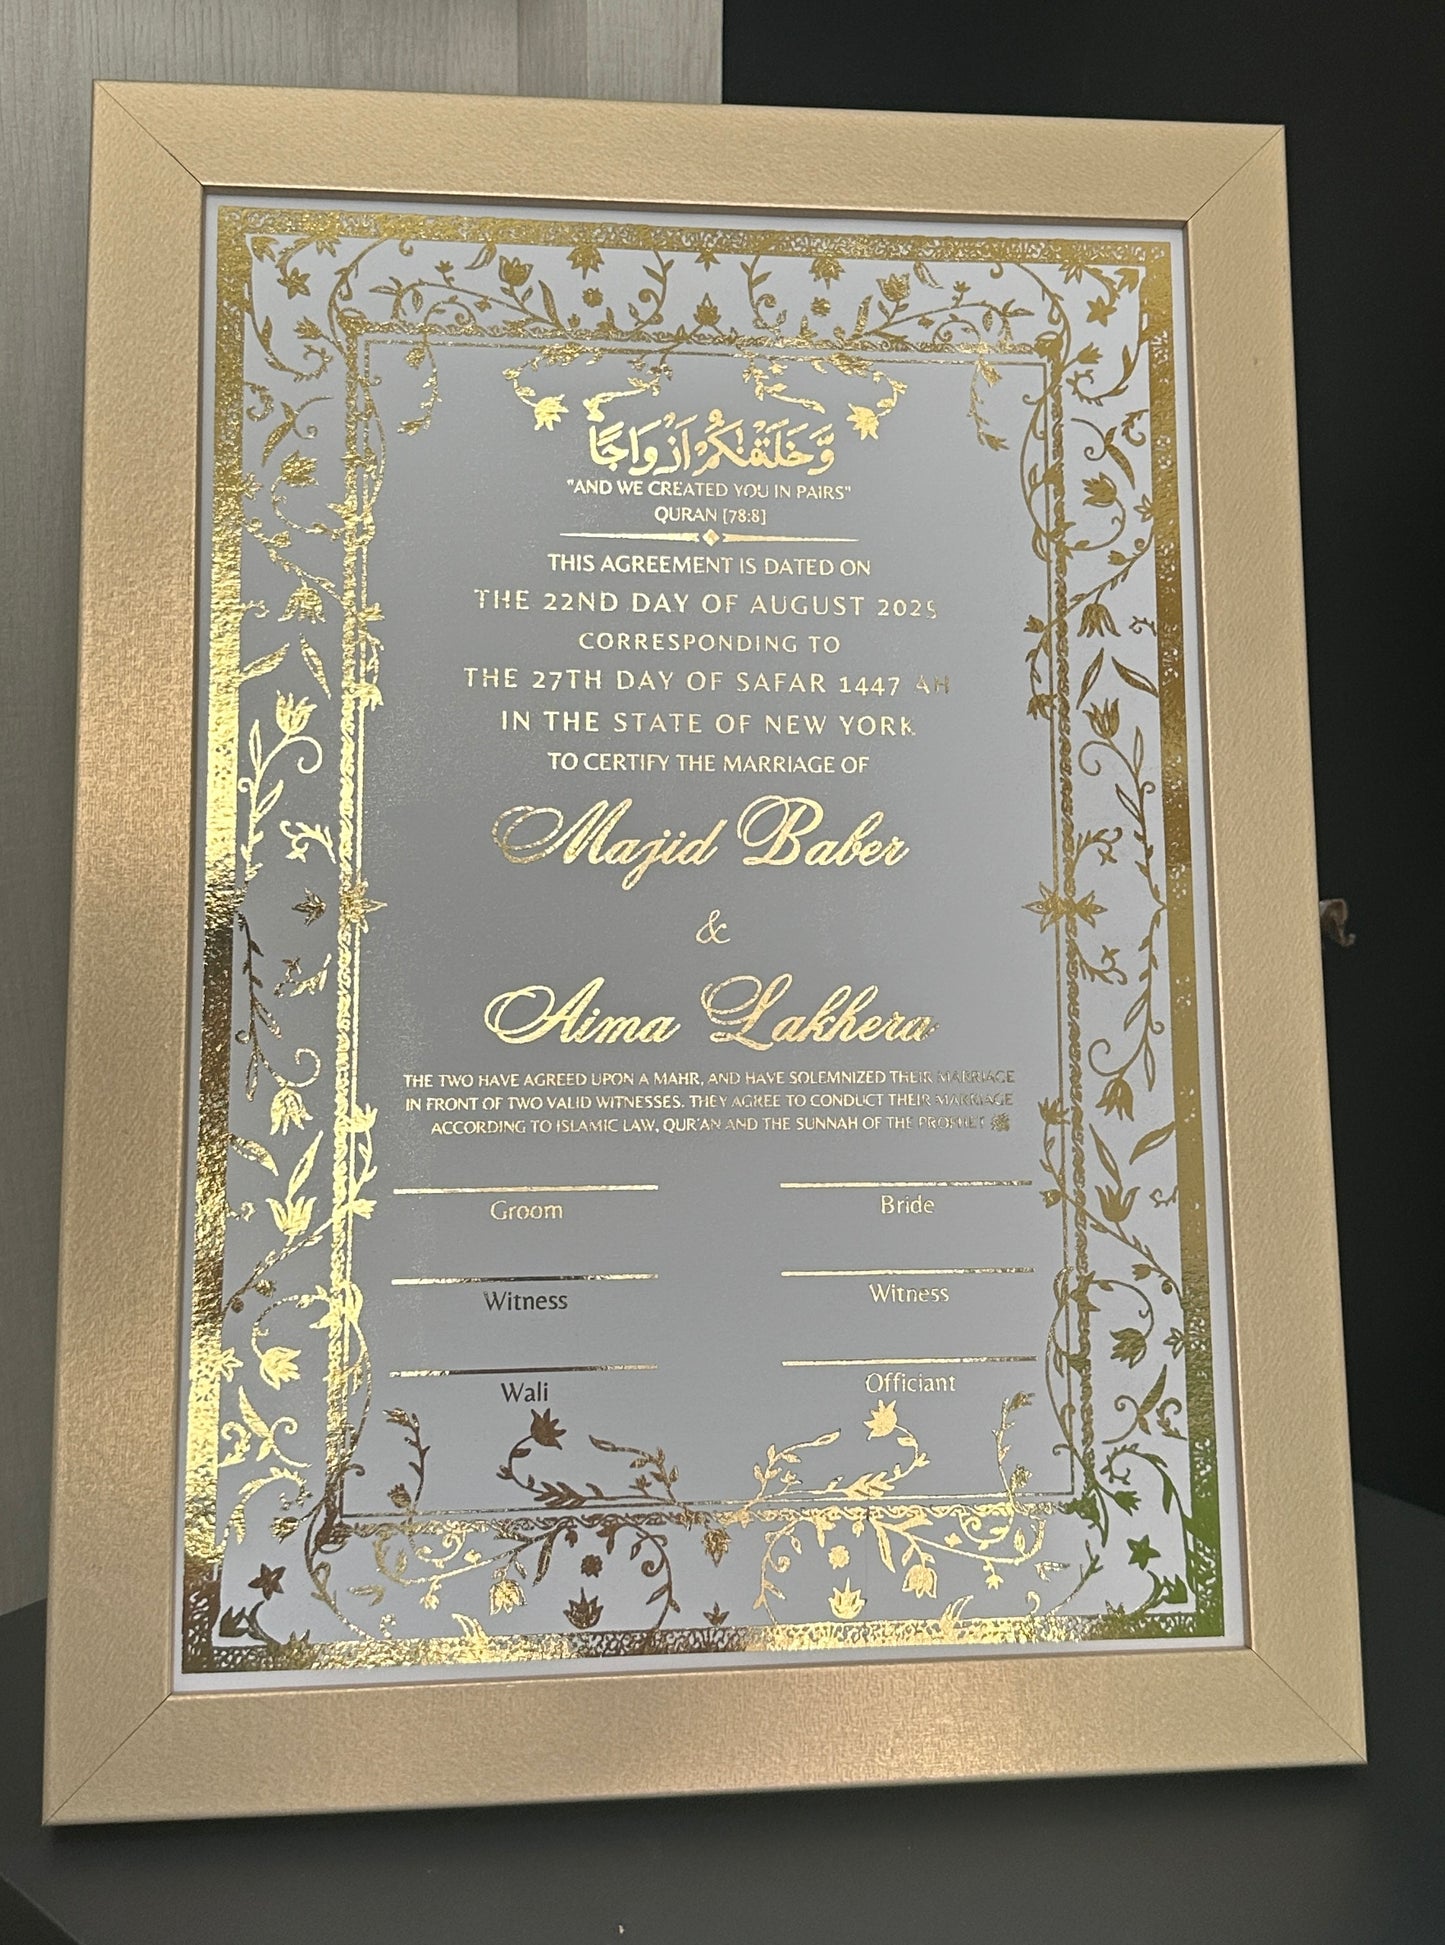 وَّخَلَقْنٰكُمْ اَزْوَاجًا
"AND WE CREATED YOU IN PAIRS"
QURAN [78:8]
THIS AGREEMENT IS DATED ON
THE 22ND DAY OF AUGUST 2025
CORRESPONDING TO
THE 27TH DAY OF SAFAR 1447 AH
IN THE STATE OF NEW YORK
TO CERTIFY THE MARRIAGE OF
Majid Baber
&
Aima Lakhera
THE TWO HAVE AGREED UPON A MAHR, AND HAVE SOLEMNIZED THEIR MARRIAGE
IN FRONT OF TWO VALID WITNESSES. THEY AGREE TO CONDUCT THEIR MARRIAGE
ACCORDING TO ISLAMIC LAW, QUR'AN AND THE SUNNAH OF THE PROPHET ﷺ
Groom Bride
Witness Witness
Wali Officiant